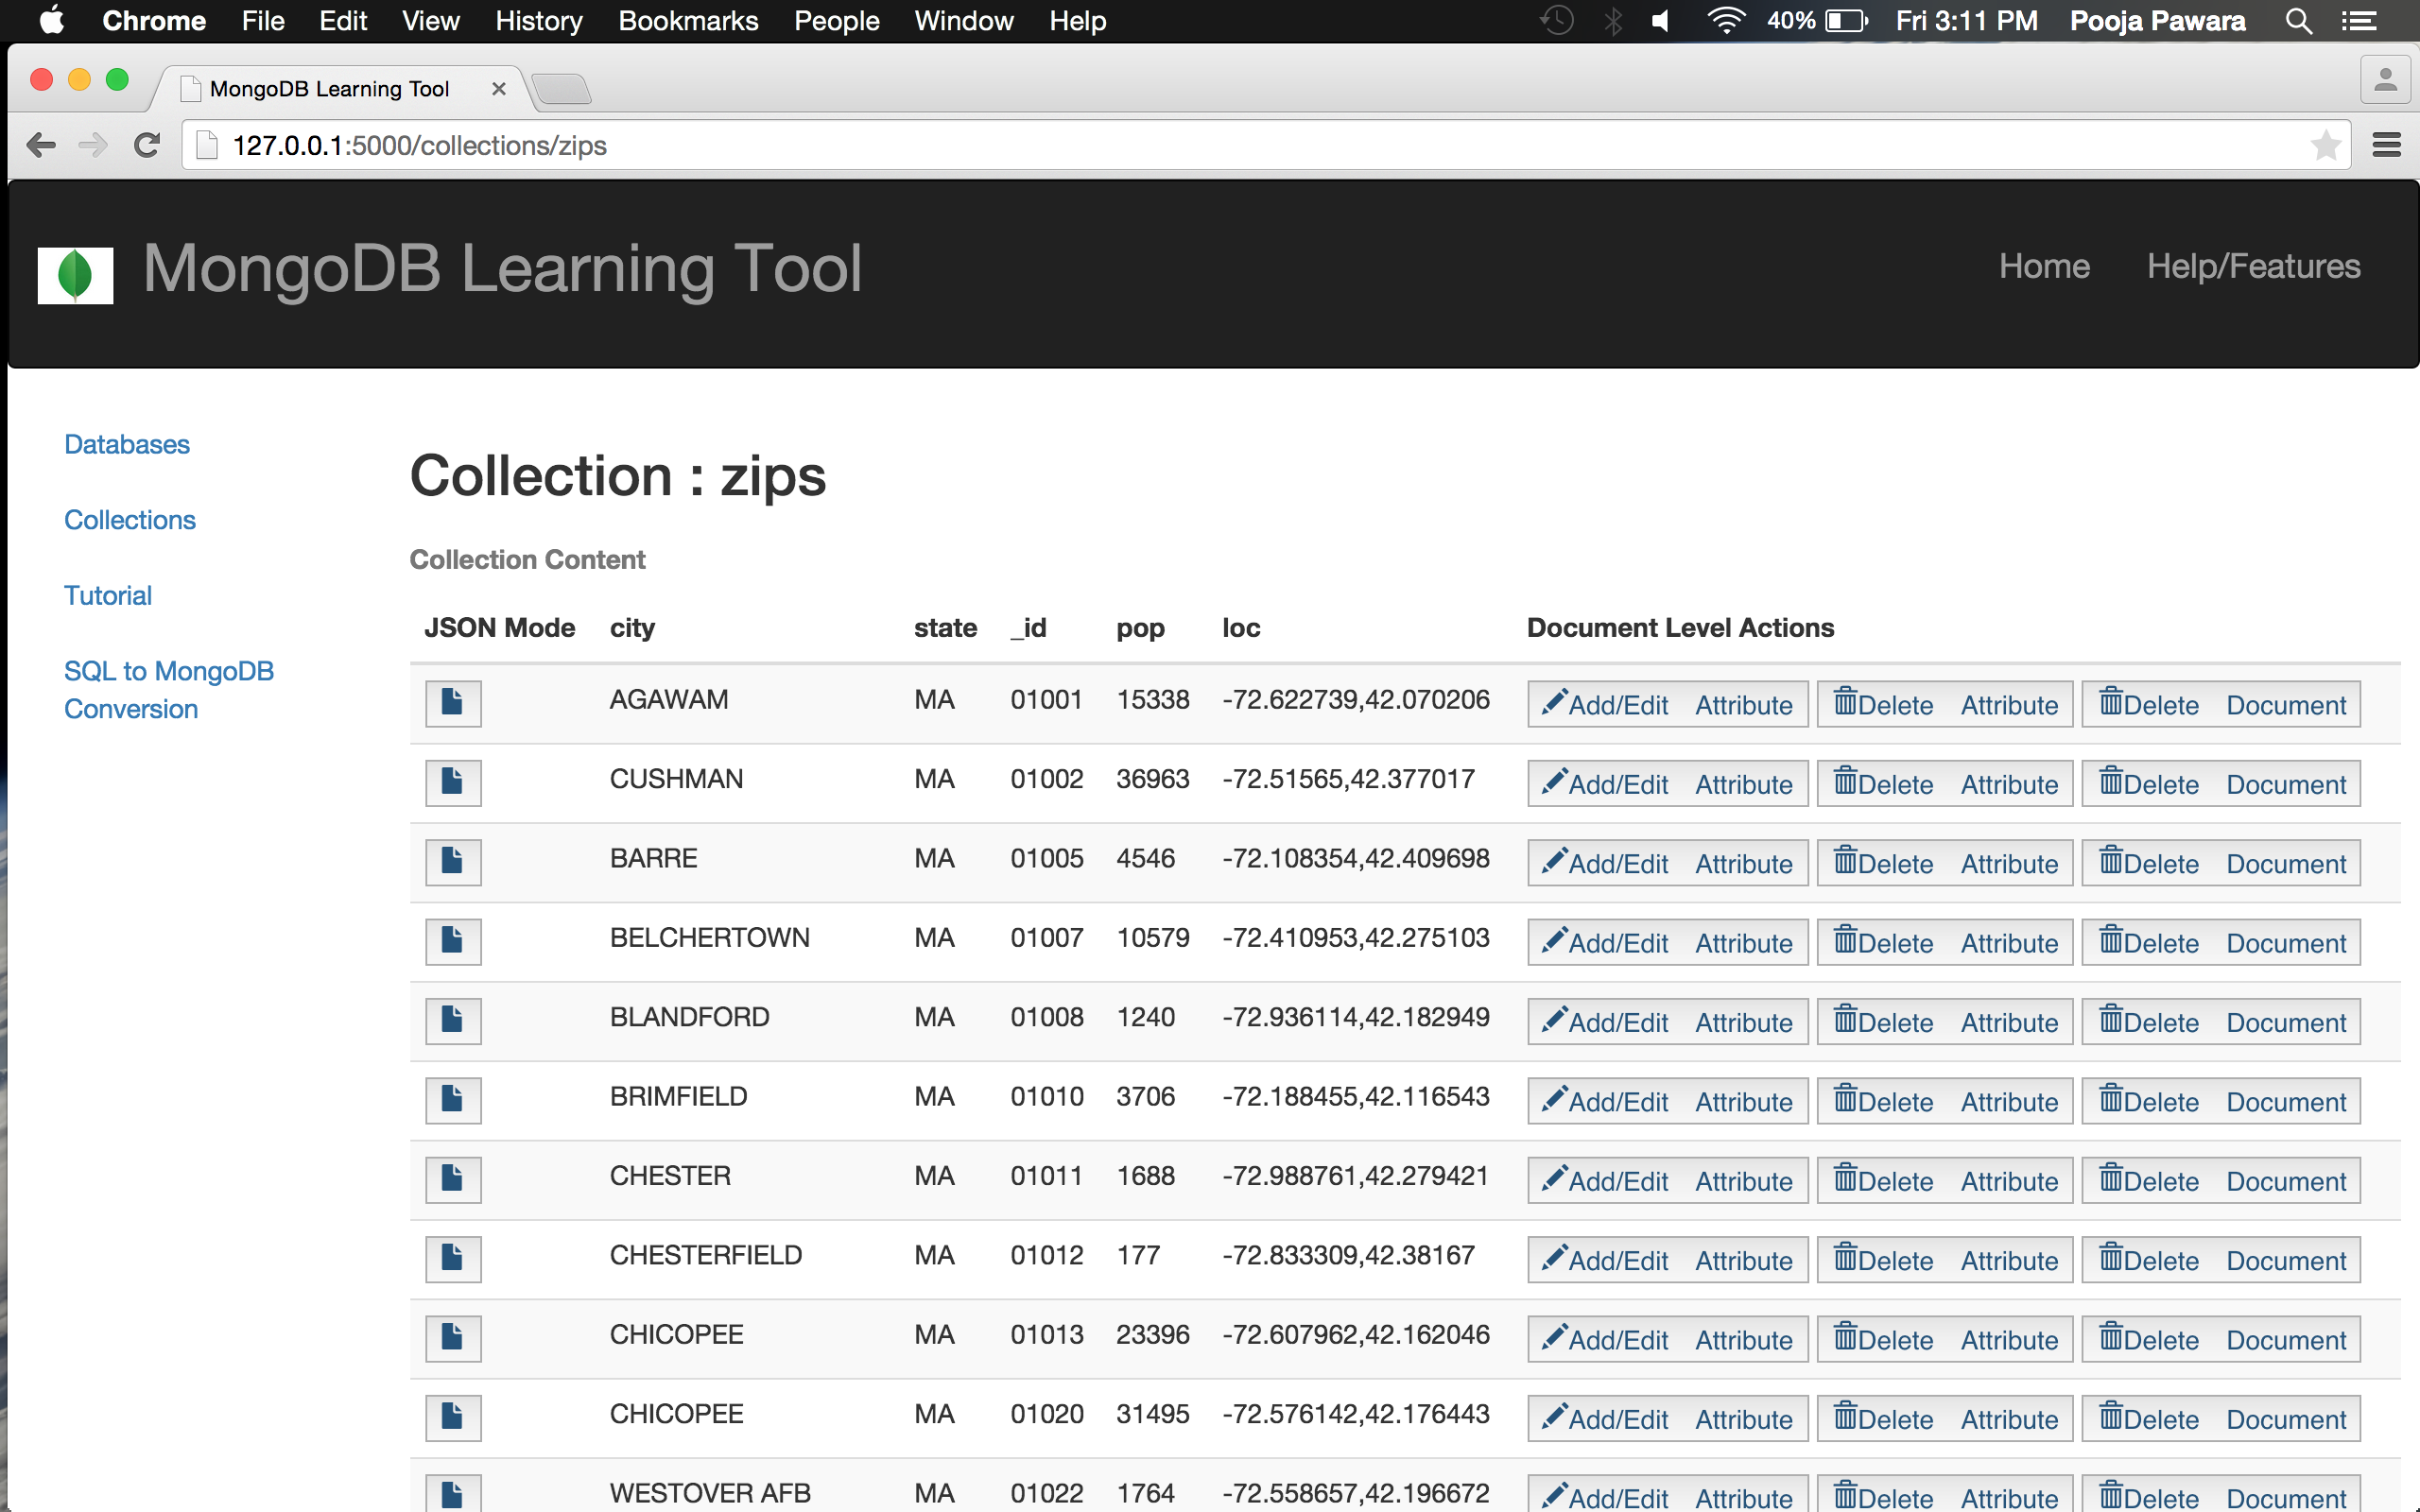 Chrome File Edit View History Bookmarks People Window Help 40% Fri 3:11 PM Pooja Pawara
MongoDB Learning Tool
127.0.0.1:5000/collections/zips
MongoDB Learning Tool Home Help/Features
Databases
Collections
Tutorial
SQL to MongoDB
Conversion
Collection : zips
Collection Content
JSON Mode city state _id pop loc Document Level Actions
AGAWAM MA 01001 15338 -72.622739,42.070206 Add/Edit Attribute Delete Attribute Delete Document
CUSHMAN MA 01002 36963 -72.51565,42.377017 Add/Edit Attribute Delete Attribute Delete Document
BARRE MA 01005 4546 -72.108354,42.409698 Add/Edit Attribute Delete Attribute Delete Document
BELCHERTOWN MA 01007 10579 -72.410953,42.275103 Add/Edit Attribute Delete Attribute Delete Document
BLANDFORD MA 01008 1240 -72.936114,42.182949 Add/Edit Attribute Delete Attribute Delete Document
BRIMFIELD MA 01010 3706 -72.188455,42.116543 Add/Edit Attribute Delete Attribute Delete Document
CHESTER MA 01011 1688 -72.988761,42.279421 Add/Edit Attribute Delete Attribute Delete Document
CHESTERFIELD MA 01012 177 -72.833309,42.38167 Add/Edit Attribute Delete Attribute Delete Document
CHICOPEE MA 01013 23396 -72.607962,42.162046 Add/Edit Attribute Delete Attribute Delete Document
CHICOPEE MA 01020 31495 -72.576142,42.176443 Add/Edit Attribute Delete Attribute Delete Document
WESTOVER AFB MA 01022 1764 -72.558657,42.196672 Add/Edit Attribute Delete Attribute Delete Document